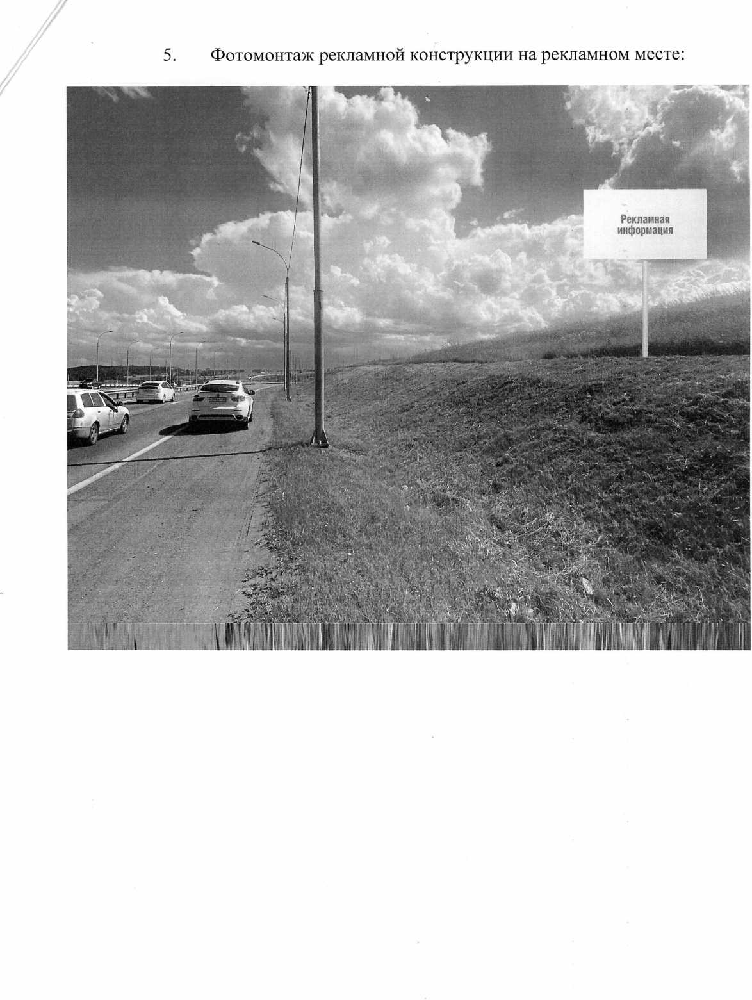 5. Фотомонтаж рекламной конструкции на рекламном месте:
Рекламная
информация